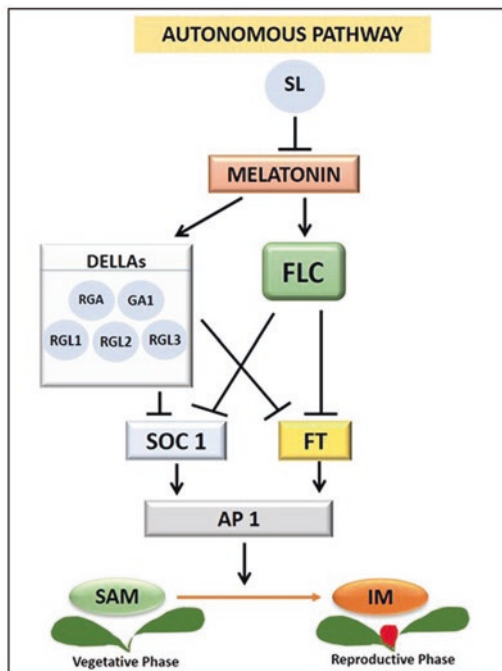 AUTONOMOUS PATHWAY
SL
MELATONIN
DELLAs
RGA GA1
RGL1 RGL2 RGL3
FLC
SOC 1 FT
AP 1
SAM IM
Vegetative Phase Reproductive Phase